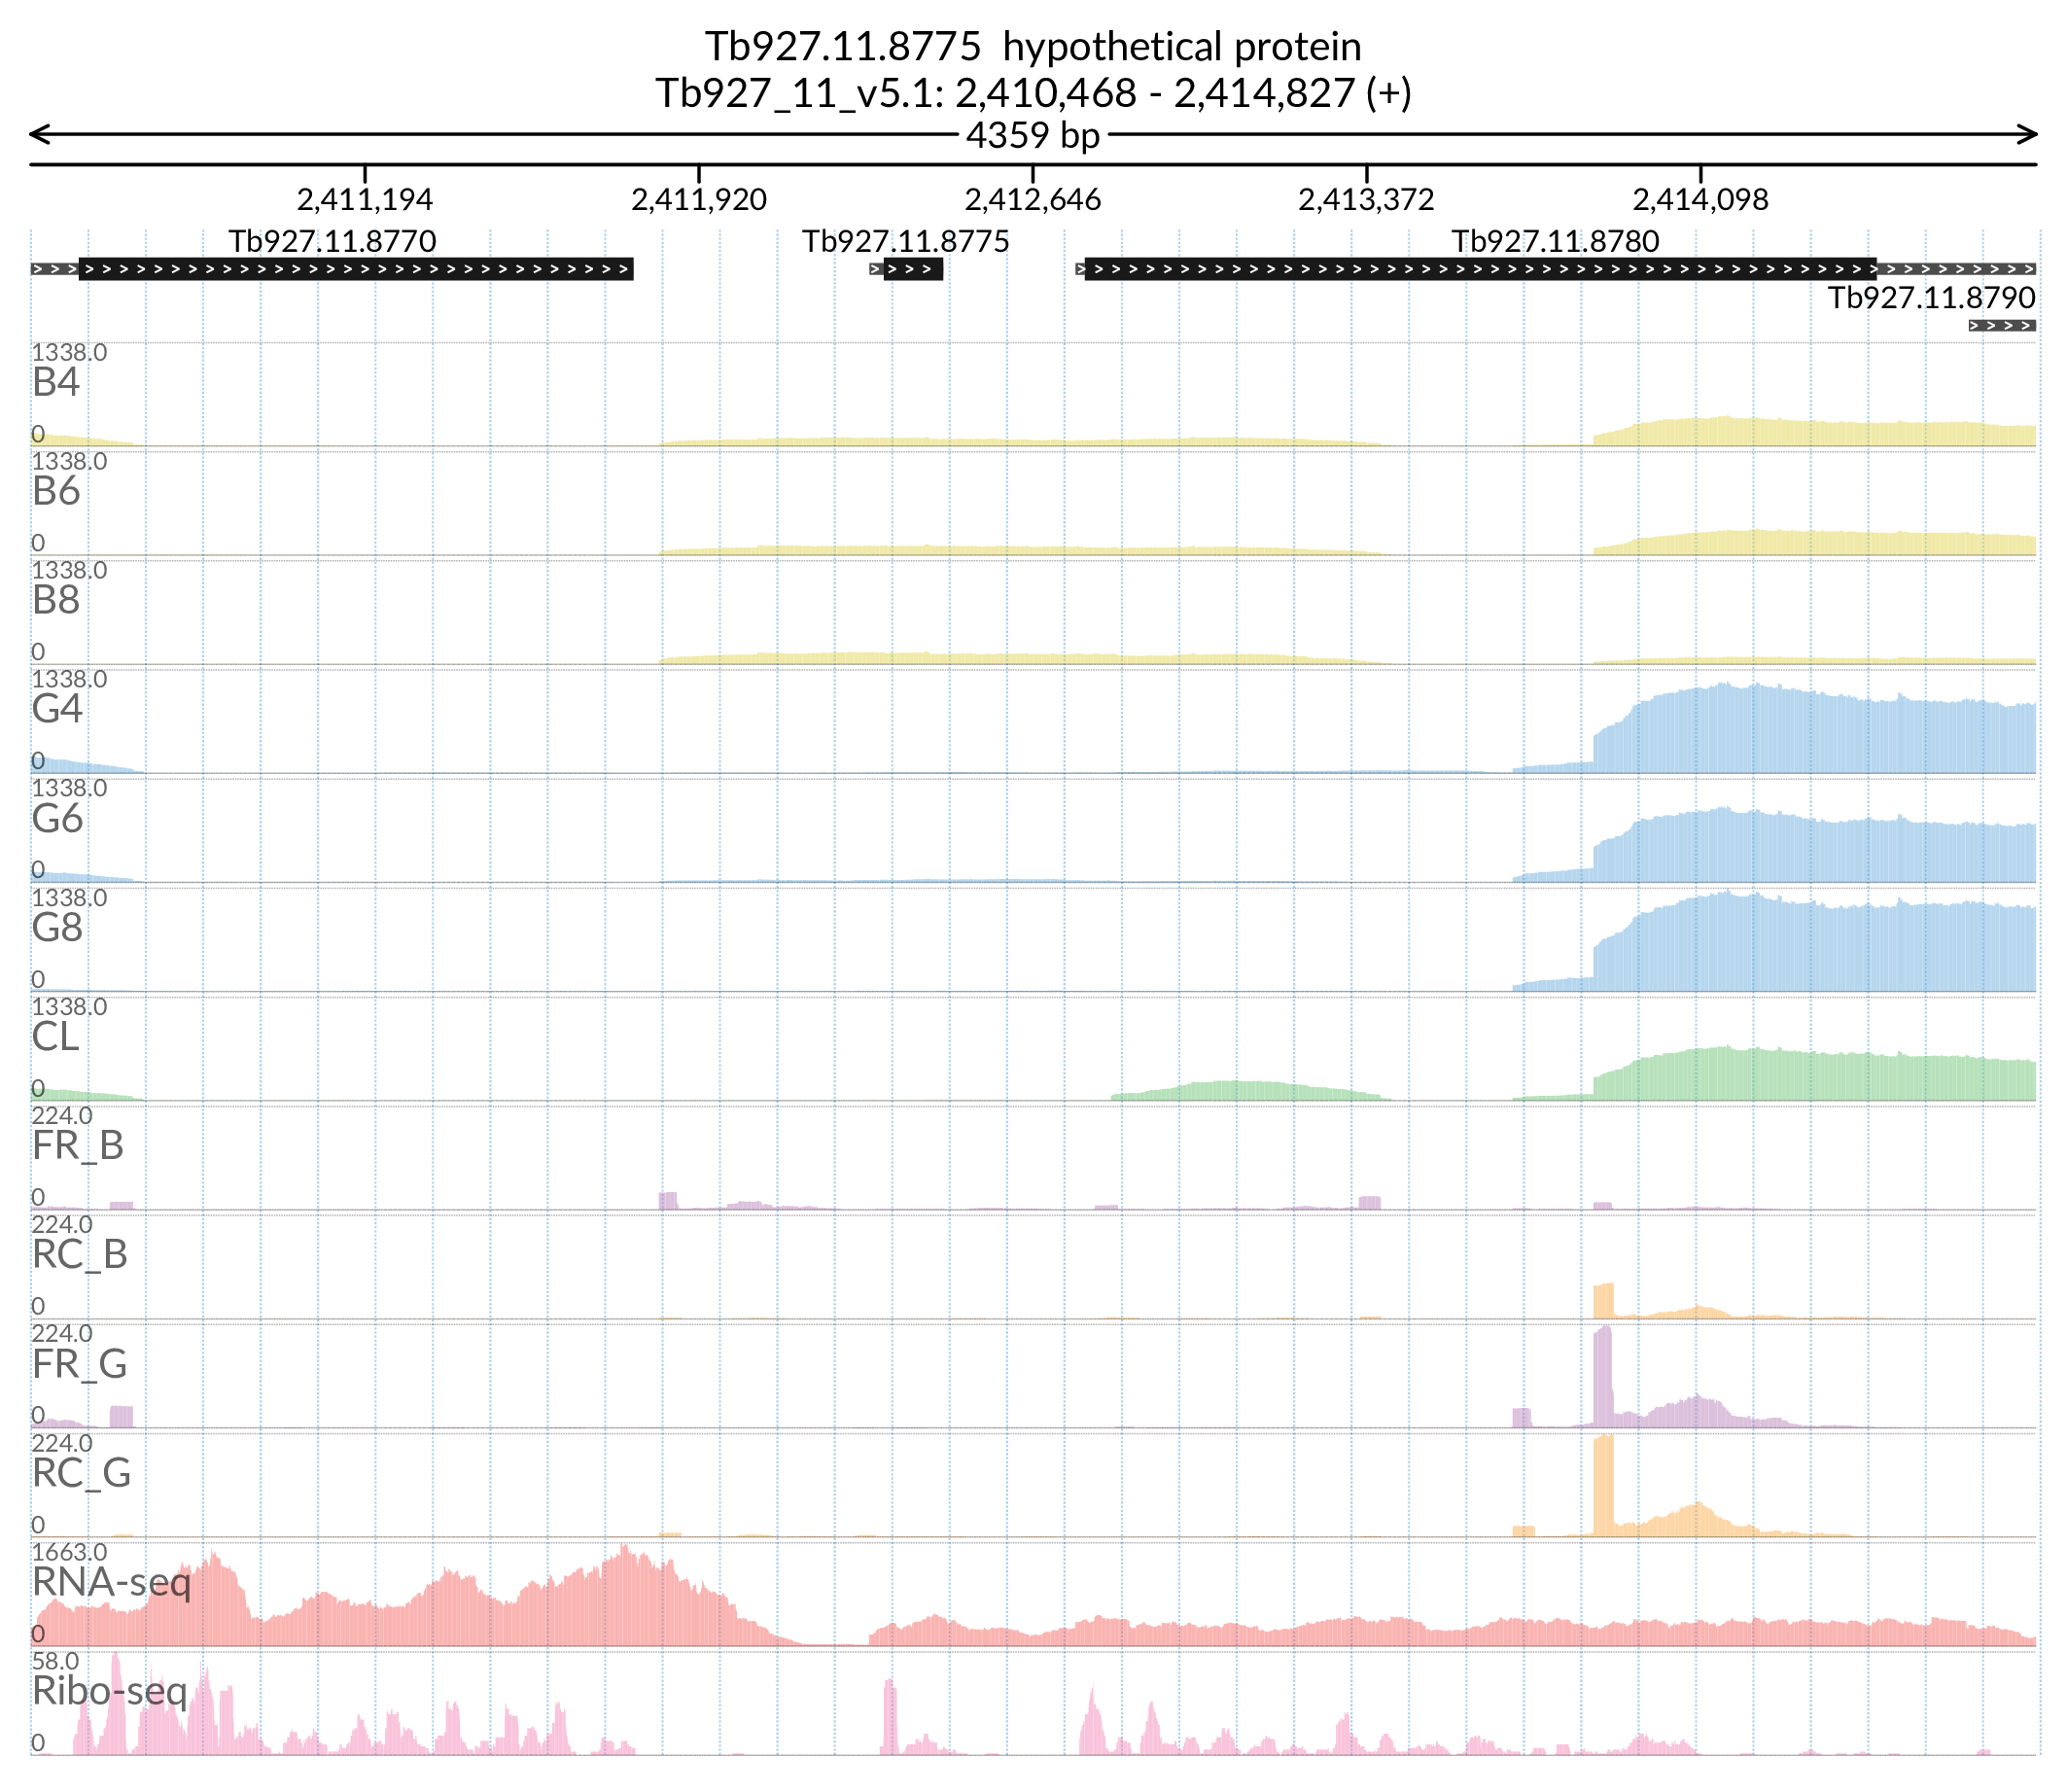 Tb927.11.8775  hypothetical protein
Tb927_11_v5.1: 2,410,468 - 2,414,827 (+)
4359 bp
2,411,194 2,411,920 2,412,646 2,413,372 2,414,098
Tb927.11.8770 Tb927.11.8775 Tb927.11.8780
Tb927.11.8790
1338.0
B4
0
1338.0
B6
0
1338.0
B8
0
1338.0
G4
0
1338.0
G6
0
1338.0
G8
0
1338.0
CL
0
224.0
FR_B
0
224.0
RC_B
0
224.0
FR_G
0
224.0
RC_G
0
1663.0
RNA-seq
0
58.0
Ribo-seq
0